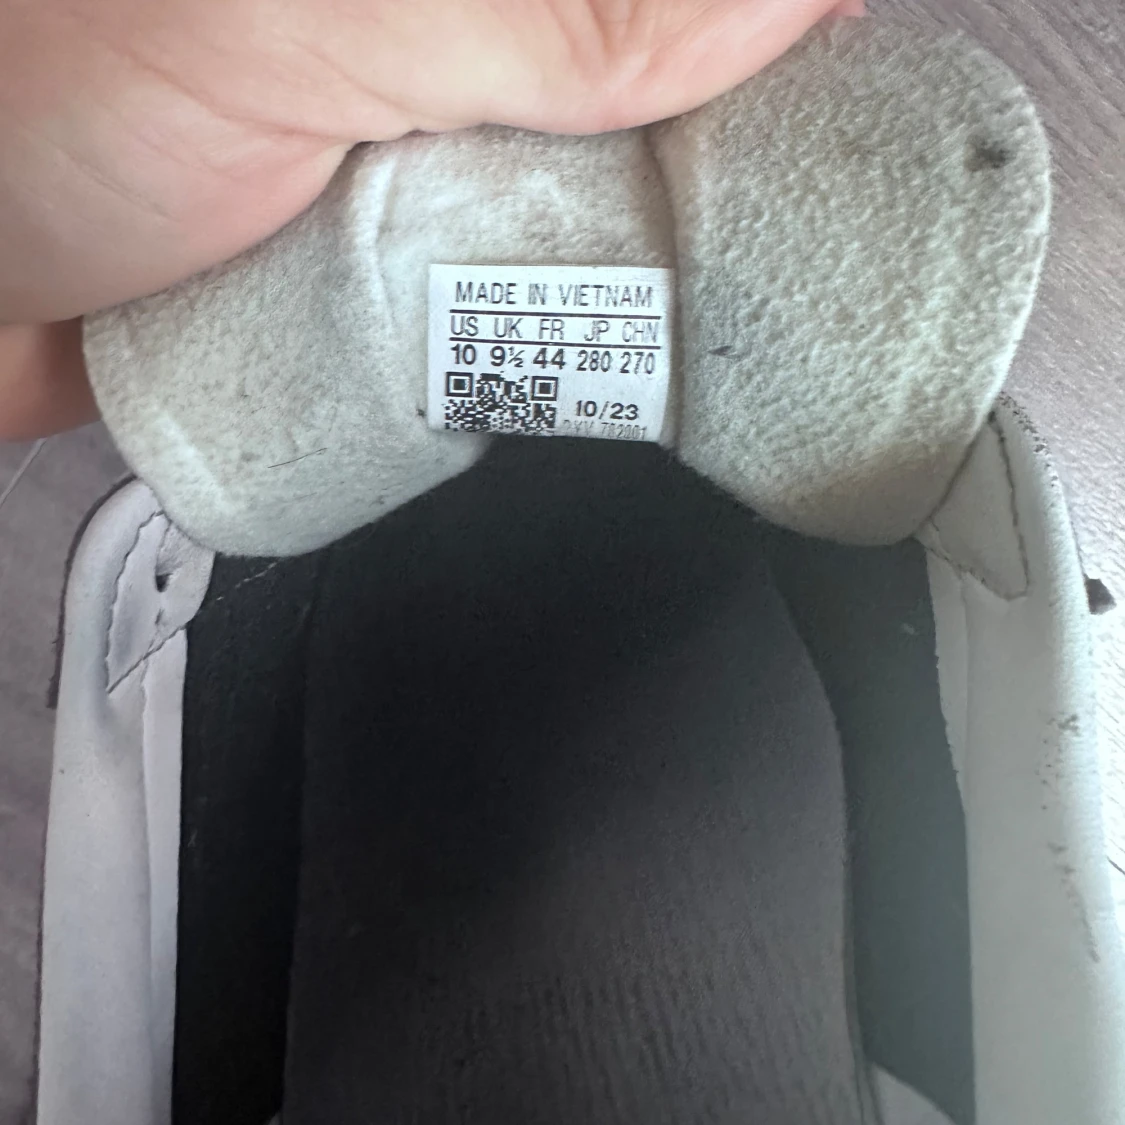 MADE IN VIETNAM
US UK FR JP CHN
10 9½ 44 280 270
10/23